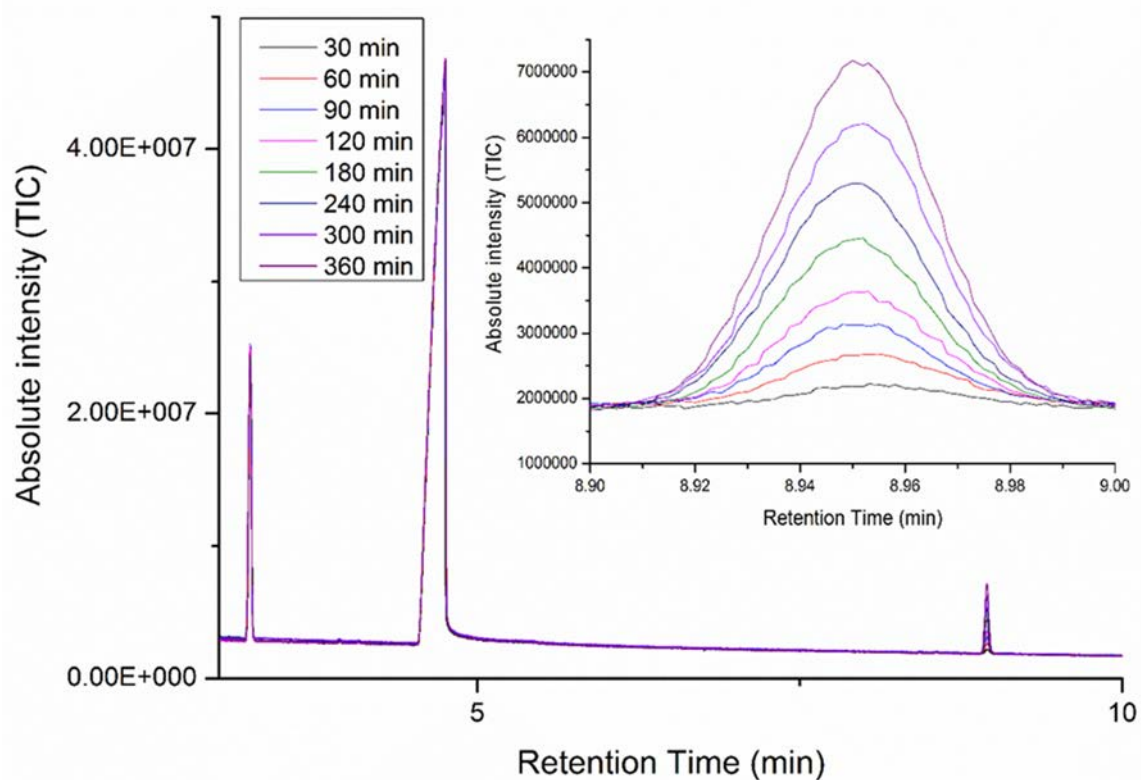 30 min
60 min
90 min
120 min
180 min
240 min
300 min
360 min
Absolute intensity (TIC)
4.00E+007
2.00E+007
0.00E+000
5
10
Retention Time (min)
Absolute intensity (TIC)
7000000
6000000
5000000
4000000
3000000
2000000
1000000
8.90
8.92
8.94
8.96
8.98
9.00
Retention Time (min)